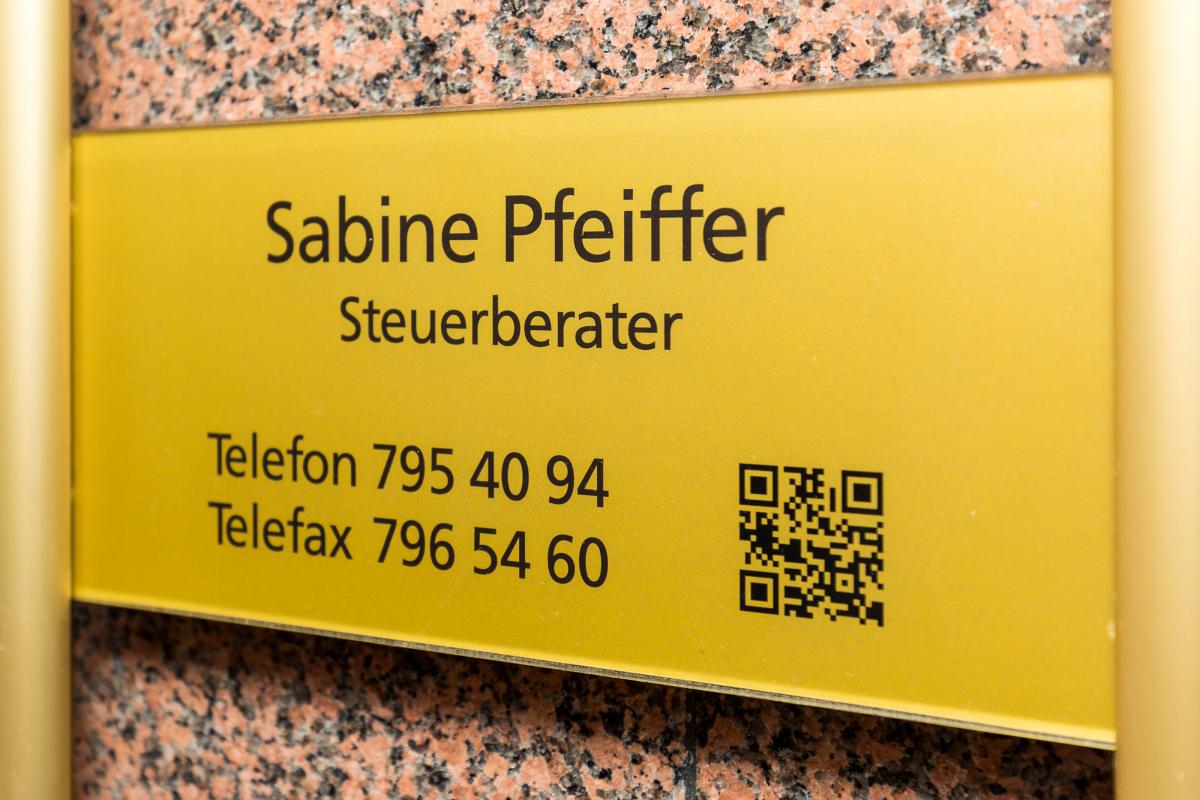 Sabine Pfeiffer
Steuerberater
Telefon 795 40 94
Telefax 796 54 60